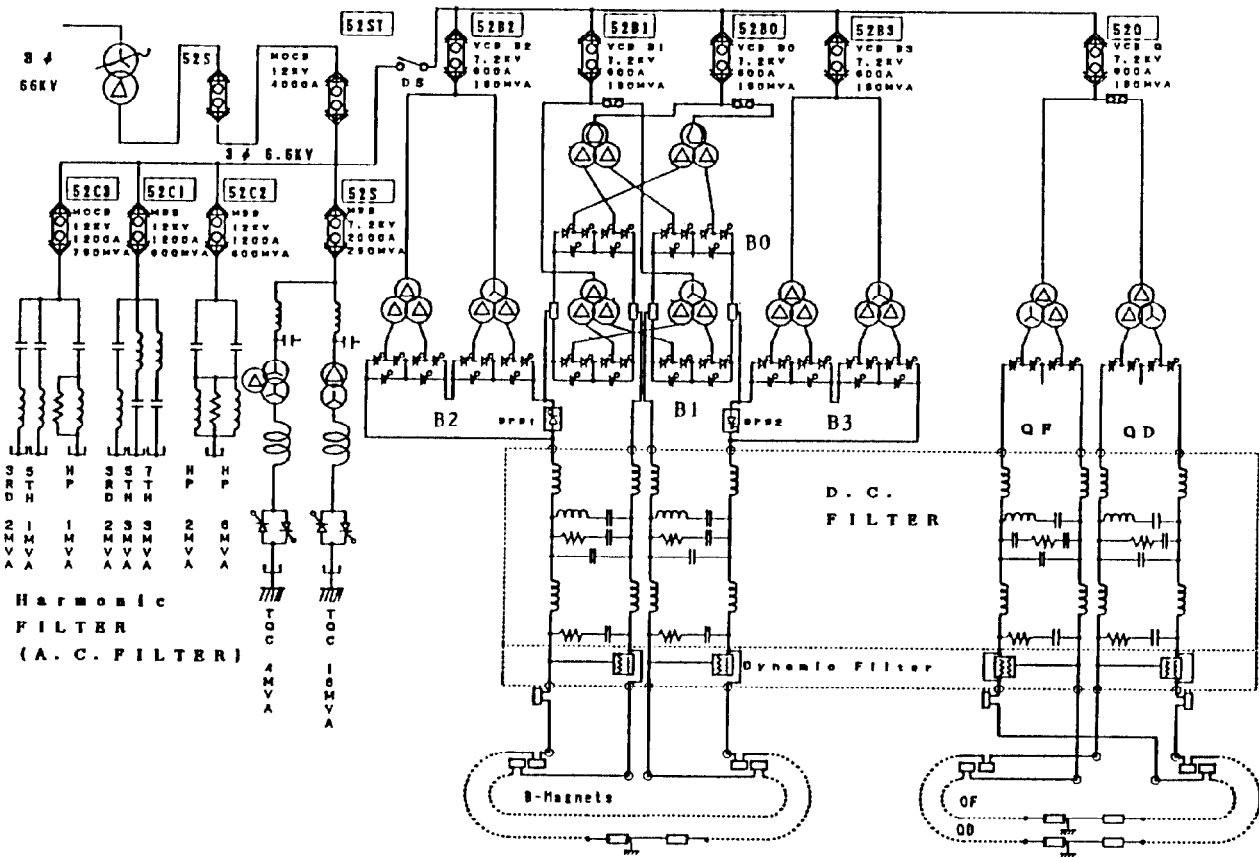 3 ϕ
66KV
52S
MOCB
12KV
4000A
52ST
DS
3 ϕ 6.6KV
52B2
VCB B2
7.2KV
600A
150MVA
52B1
VCB B1
7.2KV
600A
150MVA
52B0
VCB B0
7.2KV
600A
150MVA
52B3
VCB B3
7.2KV
600A
150MVA
52Q
VCB Q
7.2KV
600A
150MVA
52C3
MOCB
12KV
1200A
52C1
MBB
12KV
1200A
52C2
MBB
12KV
1200A
52S
MBB
7.2KV
2000A
250MVA
B0
B2
B1
B3
QF
QD
BPS1
BPS2
3RD 2MVA
5TH 1MVA
HP 1MVA
3RD 2MVA
5TH 3MVA
7TH 3MVA
HP 2MVA
HP 6MVA
TQC 4MVA
TQC 16MVA
Harmonic
FILTER
(A.C.FILTER)
D.C.
FILTER
Dynamic Filter
B-Magnets
QF
QD